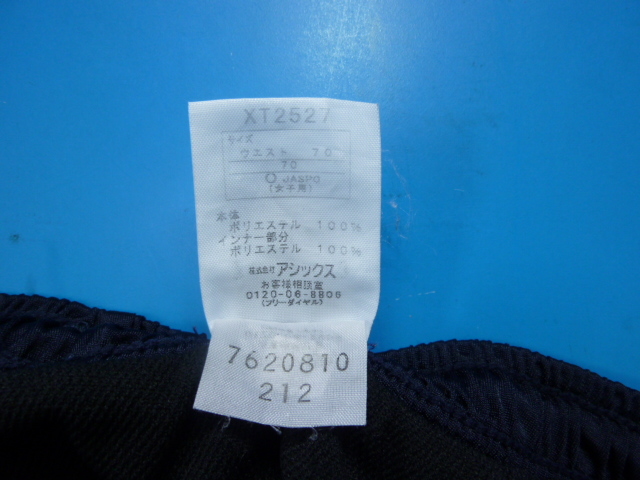 XT2527
サイズ
ウエスト 70
70
JASPO
(女子用)
本体
ポリエステル 100%
インナー部分
ポリエステル 100%
株式会社 アシックス
お客様相談室
0120-06-8806
(フリーダイヤル)
7620810
212